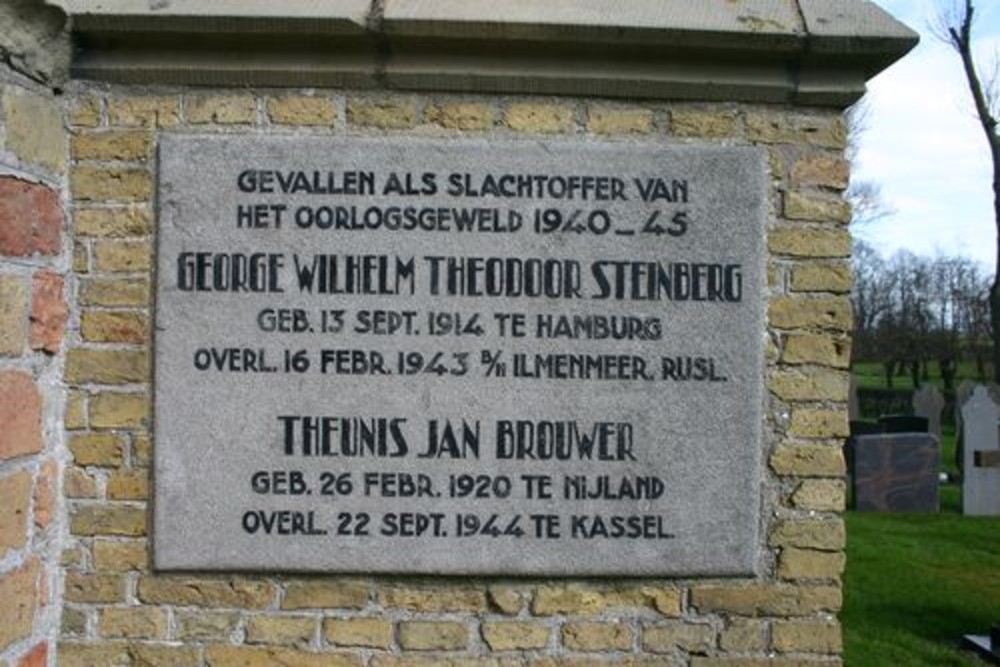 GEVALLEN ALS SLACHTOFFER VAN
HET OORLOGSGEWELD 1940_45
GEORGE WILHELM THEODOOR STEINBERG
GEB. 13 SEPT. 1914 TE HAMBURG
OVERL. 16 FEBR. 1943 B/H ILMENMEER. RUSL.
THEUNIS JAN BROUWER
GEB. 26 FEBR. 1920 TE NIJLAND
OVERL. 22 SEPT. 1944 TE KASSEL.